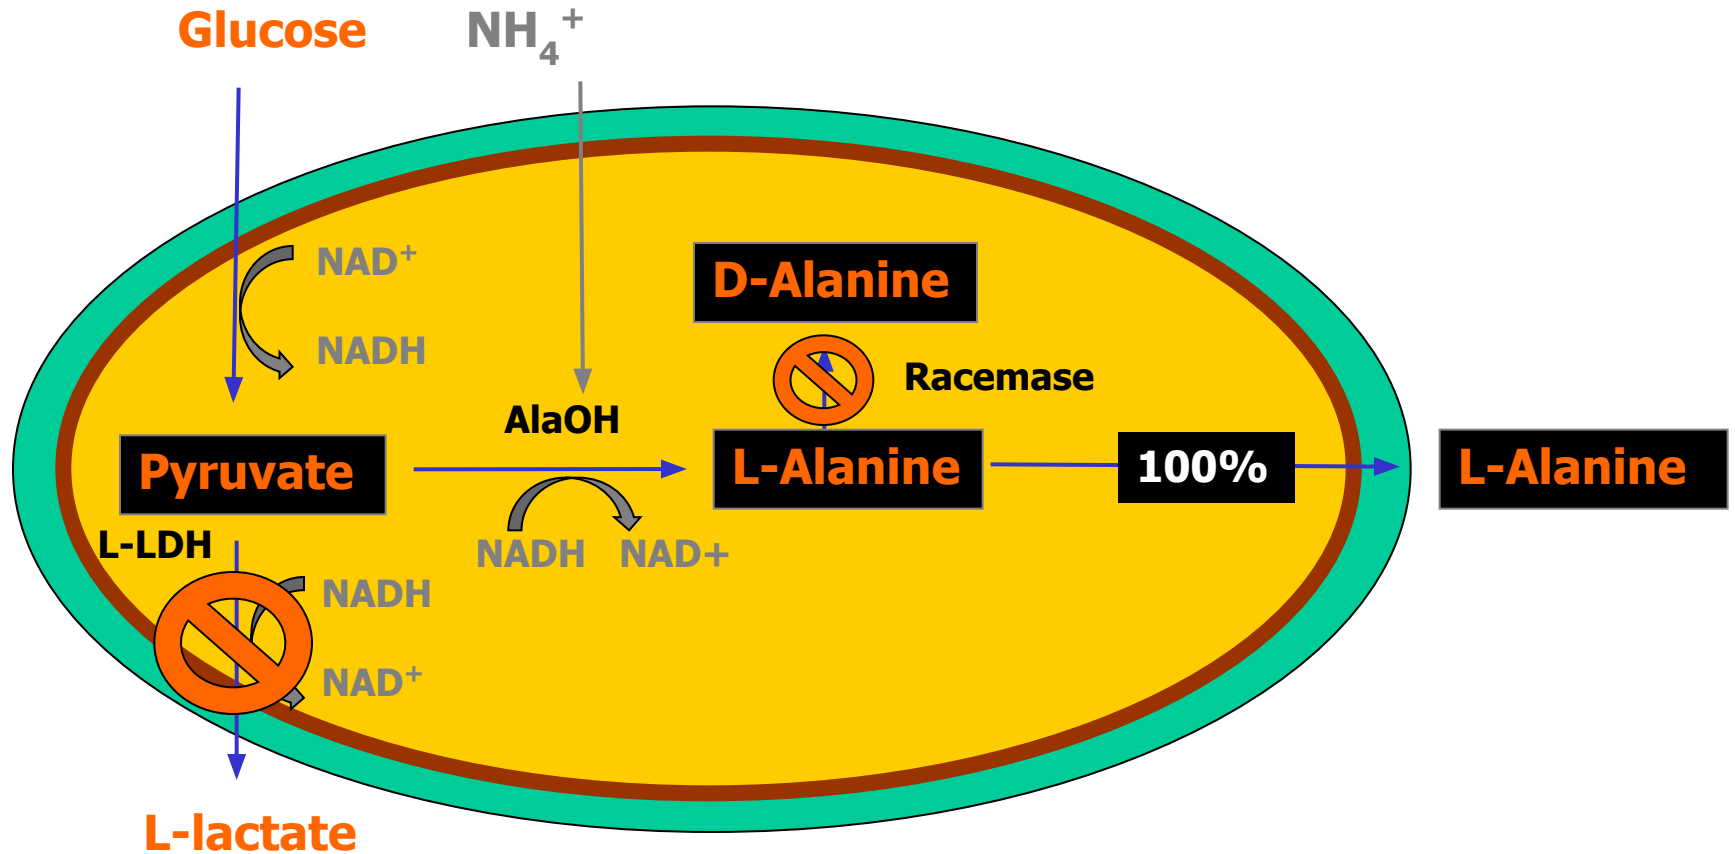 Glucose
NH₄⁺
NAD⁺
NADH
D-Alanine
Racemase
AlaOH
Pyruvate
L-Alanine
100%
L-Alanine
L-LDH
NADH NAD+
NADH
NAD⁺
L-lactate